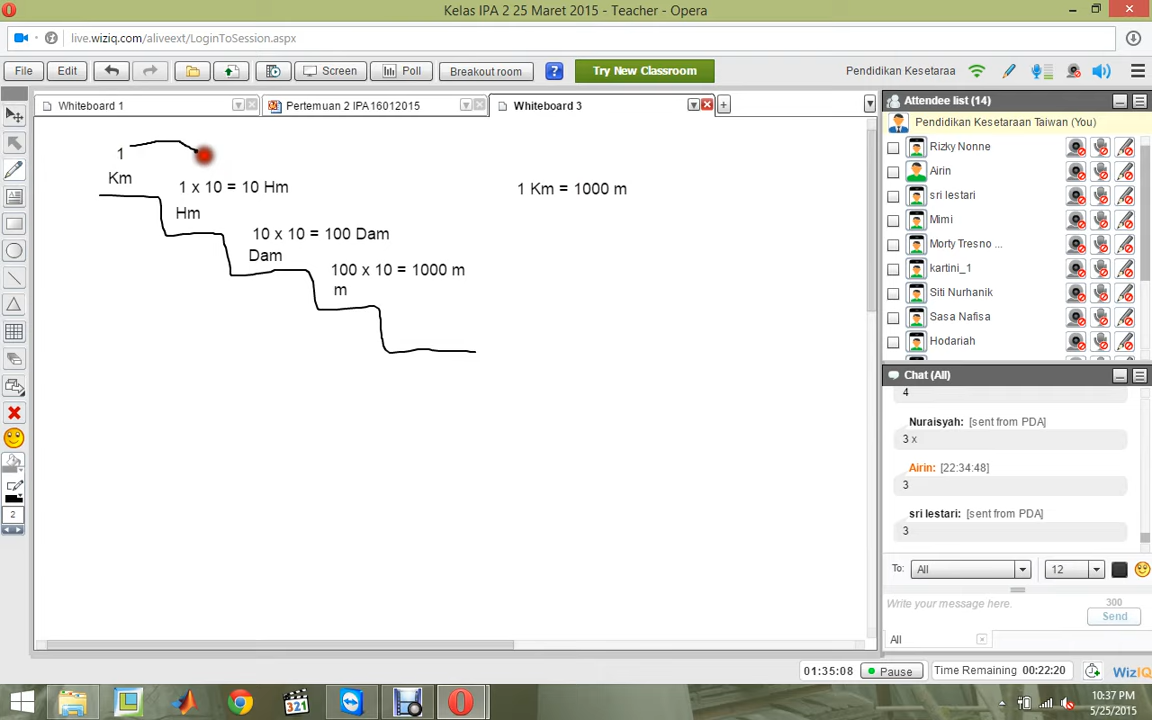 Kelas IPA 2 25 Maret 2015 - Teacher - Opera
live.wiziq.com/aliveext/LoginToSession.aspx
File Edit Screen Poll Breakout room ? Try New Classroom Pendidikan Kesetaraa
Whiteboard 1 Pertemuan 2 IPA16012015 Whiteboard 3
1
Km
1 x 10 = 10 Hm
Hm
10 x 10 = 100 Dam
Dam
100 x 10 = 1000 m
m
1 Km = 1000 m
2
Attendee list (14)
Pendidikan Kesetaraan Taiwan (You)
Rizky Nonne
Airin
sri lestari
Mimi
Morty Tresno ...
kartini_1
Siti Nurhanik
Sasa Nafisa
Hodariah
Chat (All)
4
Nuraisyah: [sent from PDA]
3 x
Airin: [22:34:48]
3
sri lestari: [sent from PDA]
3
To: All 12
Write your message here. 300
Send
All
01:35:08 Pause Time Remaining 00:22:20 WizIQ
321
10:37 PM
5/25/2015